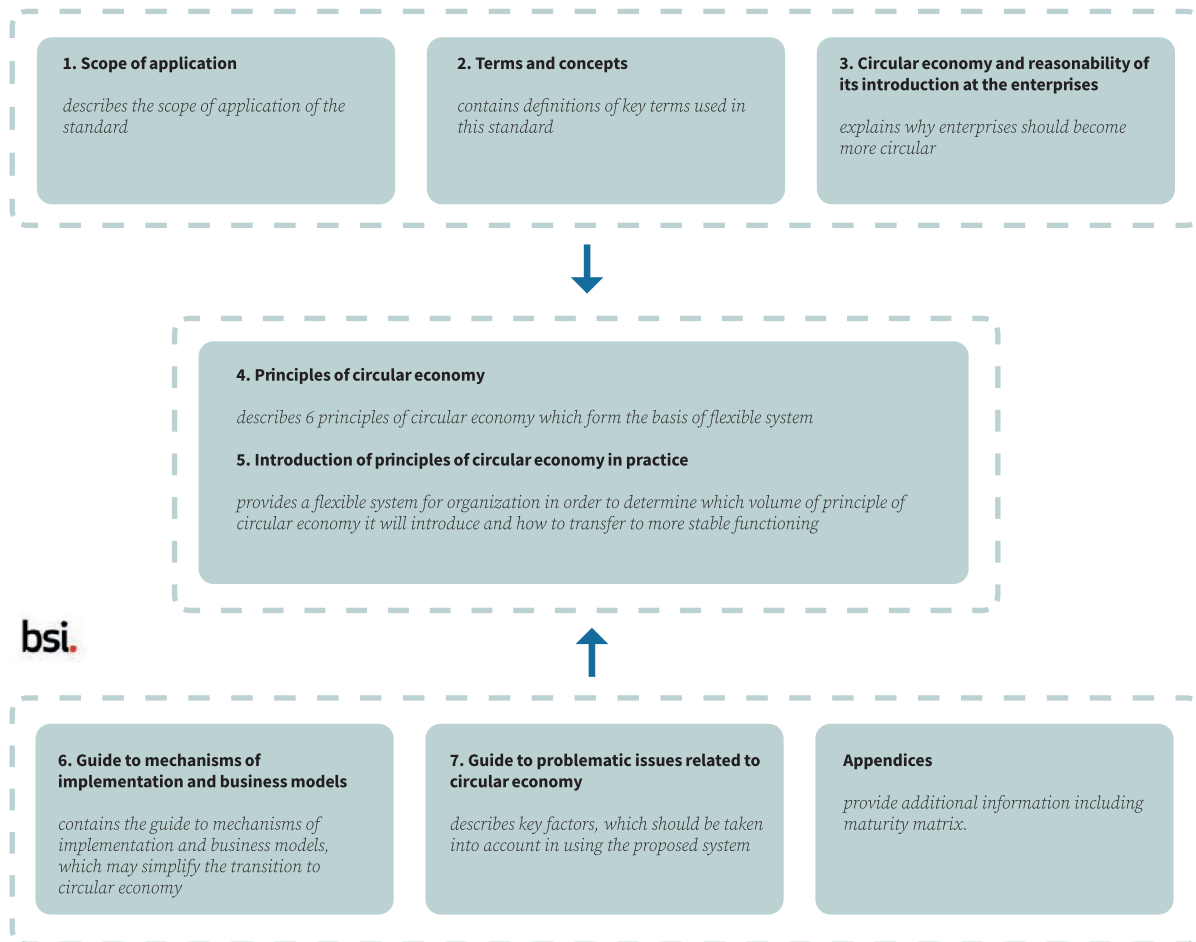 1. Scope of application
describes the scope of application of the
standard
2. Terms and concepts
contains definitions of key terms used in
this standard
3. Circular economy and reasonability of
its introduction at the enterprises
explains why enterprises should become
more circular
4. Principles of circular economy
describes 6 principles of circular economy which form the basis of flexible system
5. Introduction of principles of circular economy in practice
provides a flexible system for organization in order to determine which volume of principle of
circular economy it will introduce and how to transfer to more stable functioning
bsi.
6. Guide to mechanisms of
implementation and business models
contains the guide to mechanisms of
implementation and business models,
which may simplify the transition to
circular economy
7. Guide to problematic issues related to
circular economy
describes key factors, which should be taken
into account in using the proposed system
Appendices
provide additional information including
maturity matrix.